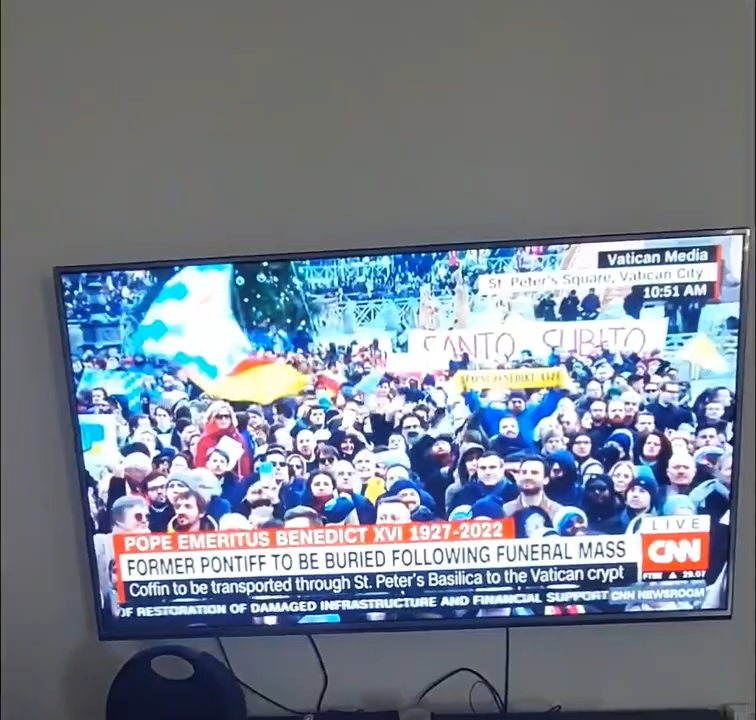 Vatican Media
St. Peter's Square, Vatican City
10:51 AM
SANTO SUBITO
POPE EMERITUS BENEDICT XVI 1927-2022
LIVE
FORMER PONTIFF TO BE BURIED FOLLOWING FUNERAL MASS
CNN
Coffin to be transported through St. Peter's Basilica to the Vatican crypt
OF RESTORATION OF DAMAGED INFRASTRUCTURE AND FINANCIAL SUPPORT
CNN NEWSROOM